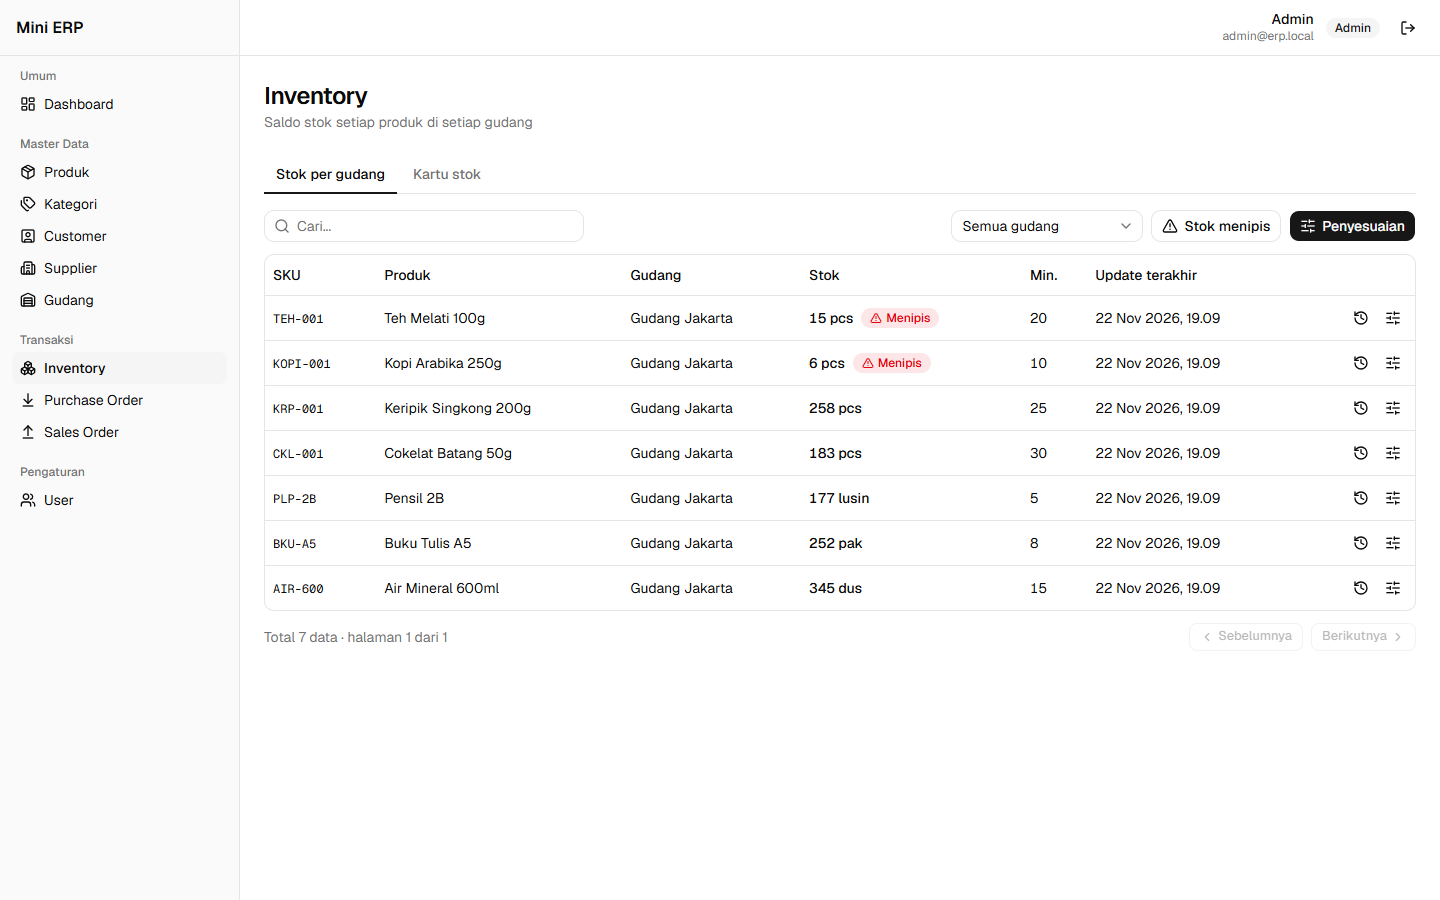 Mini ERP
Admin
admin@erp.local
Admin
Umum
Dashboard
Master Data
Produk
Kategori
Customer
Supplier
Gudang
Transaksi
Inventory
Purchase Order
Sales Order
Pengaturan
User
Inventory
Saldo stok setiap produk di setiap gudang
Stok per gudang Kartu stok
Cari... Semua gudang Stok menipis Penyesuaian
SKU Produk Gudang Stok Min. Update terakhir
TEH-001 Teh Melati 100g Gudang Jakarta 15 pcs Menipis 20 22 Nov 2026, 19.09
KOPI-001 Kopi Arabika 250g Gudang Jakarta 6 pcs Menipis 10 22 Nov 2026, 19.09
KRP-001 Keripik Singkong 200g Gudang Jakarta 258 pcs 25 22 Nov 2026, 19.09
CKL-001 Cokelat Batang 50g Gudang Jakarta 183 pcs 30 22 Nov 2026, 19.09
PLP-2B Pensil 2B Gudang Jakarta 177 lusin 5 22 Nov 2026, 19.09
BKU-A5 Buku Tulis A5 Gudang Jakarta 252 pak 8 22 Nov 2026, 19.09
AIR-600 Air Mineral 600ml Gudang Jakarta 345 dus 15 22 Nov 2026, 19.09
Total 7 data · halaman 1 dari 1 Sebelumnya Berikutnya